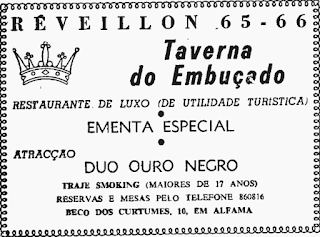 RÉVEILLON 65-66
Taverna
do Embuçado
RESTAURANTE DE LUXO (DE UTILIDADE TURISTICA)
EMENTA ESPECIAL
ATRACÇÃO
DUO OURO NEGRO
TRAJE SMOKING (MAIORES DE 17 ANOS)
RESERVAS E MESAS PELO TELEFONE 860816
BECO DOS CURTUMES, 10, EM ALFAMA